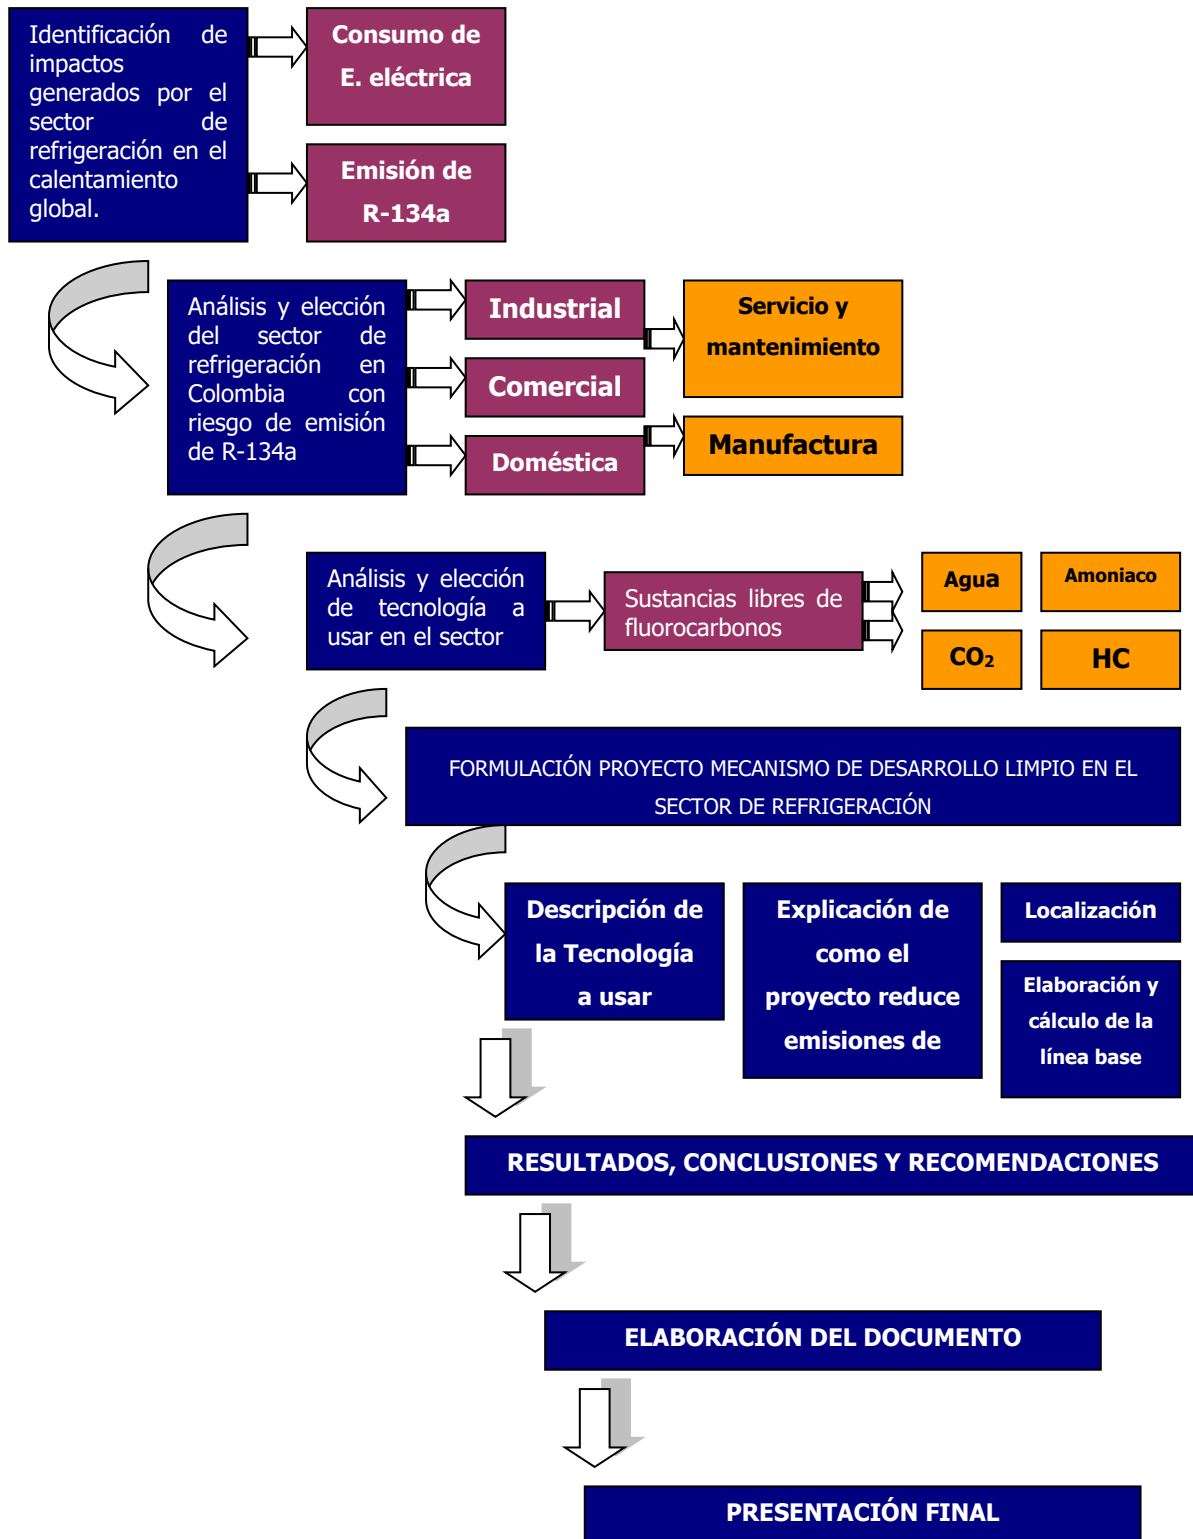 Identificación de
impactos
generados por el
sector de
refrigeración en el
calentamiento
global.
Consumo de
E. eléctrica
Emisión de
R-134a
Análisis y elección
del sector de
refrigeración en
Colombia con
riesgo de emisión
de R-134a
Industrial
Comercial
Doméstica
Servicio y
mantenimiento
Manufactura
Análisis y elección
de tecnología a
usar en el sector
Sustancias libres de
fluorocarbonos
Agua
Amoniaco
CO₂
HC
FORMULACIÓN PROYECTO MECANISMO DE DESARROLLO LIMPIO EN EL
SECTOR DE REFRIGERACIÓN
Descripción de
la Tecnología
a usar
Explicación de
como el
proyecto reduce
emisiones de
Localización
Elaboración y
cálculo de la
línea base
RESULTADOS, CONCLUSIONES Y RECOMENDACIONES
ELABORACIÓN DEL DOCUMENTO
PRESENTACIÓN FINAL